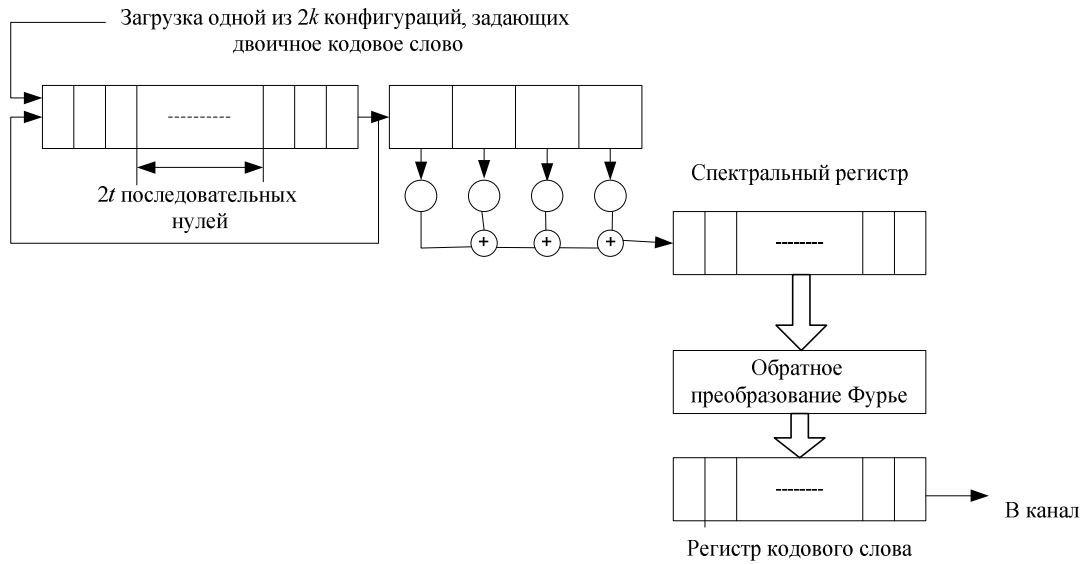 Загрузка одной из 2k конфигураций, задающих
двоичное кодовое слово
2t последовательных
нулей
+ + +
Спектральный регистр
Обратное
преобразование Фурье
В канал
Регистр кодового слова